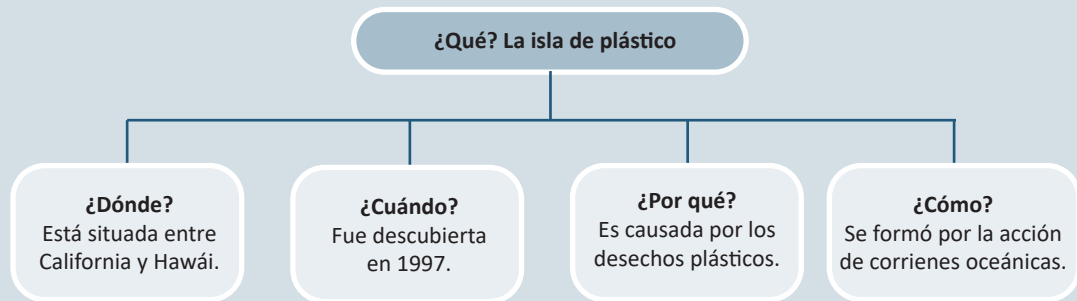 ¿Qué? La isla de plástico
¿Dónde?
Está situada entre
California y Hawái.
¿Cuándo?
Fue descubierta
en 1997.
¿Por qué?
Es causada por los
desechos plásticos.
¿Cómo?
Se formó por la acción
de corrienes oceánicas.